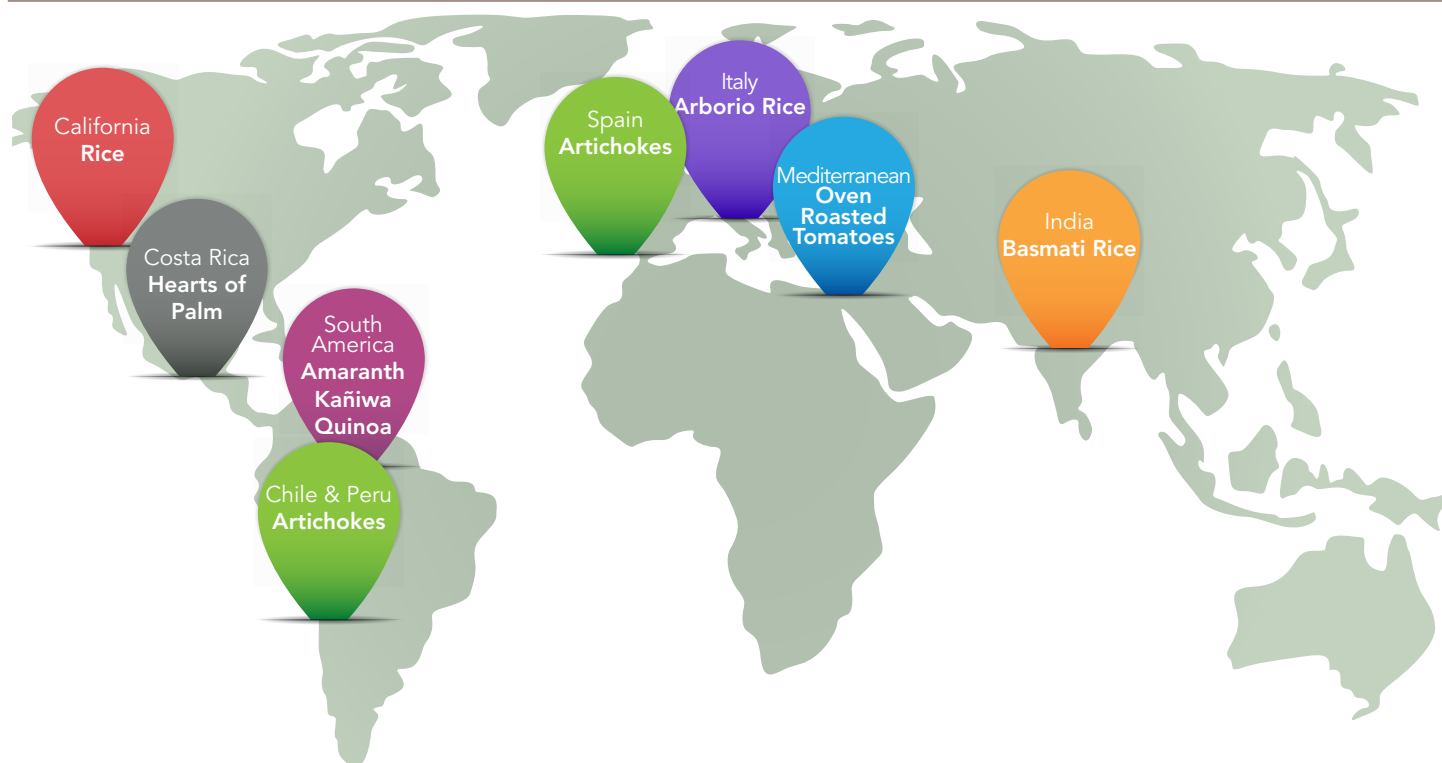 California
Rice
Costa Rica
Hearts of
Palm
South
America
Amaranth
Kañiwa
Quinoa
Chile & Peru
Artichokes
Spain
Artichokes
Italy
Arborio Rice
Mediterranean
Oven
Roasted
Tomatoes
India
Basmati Rice